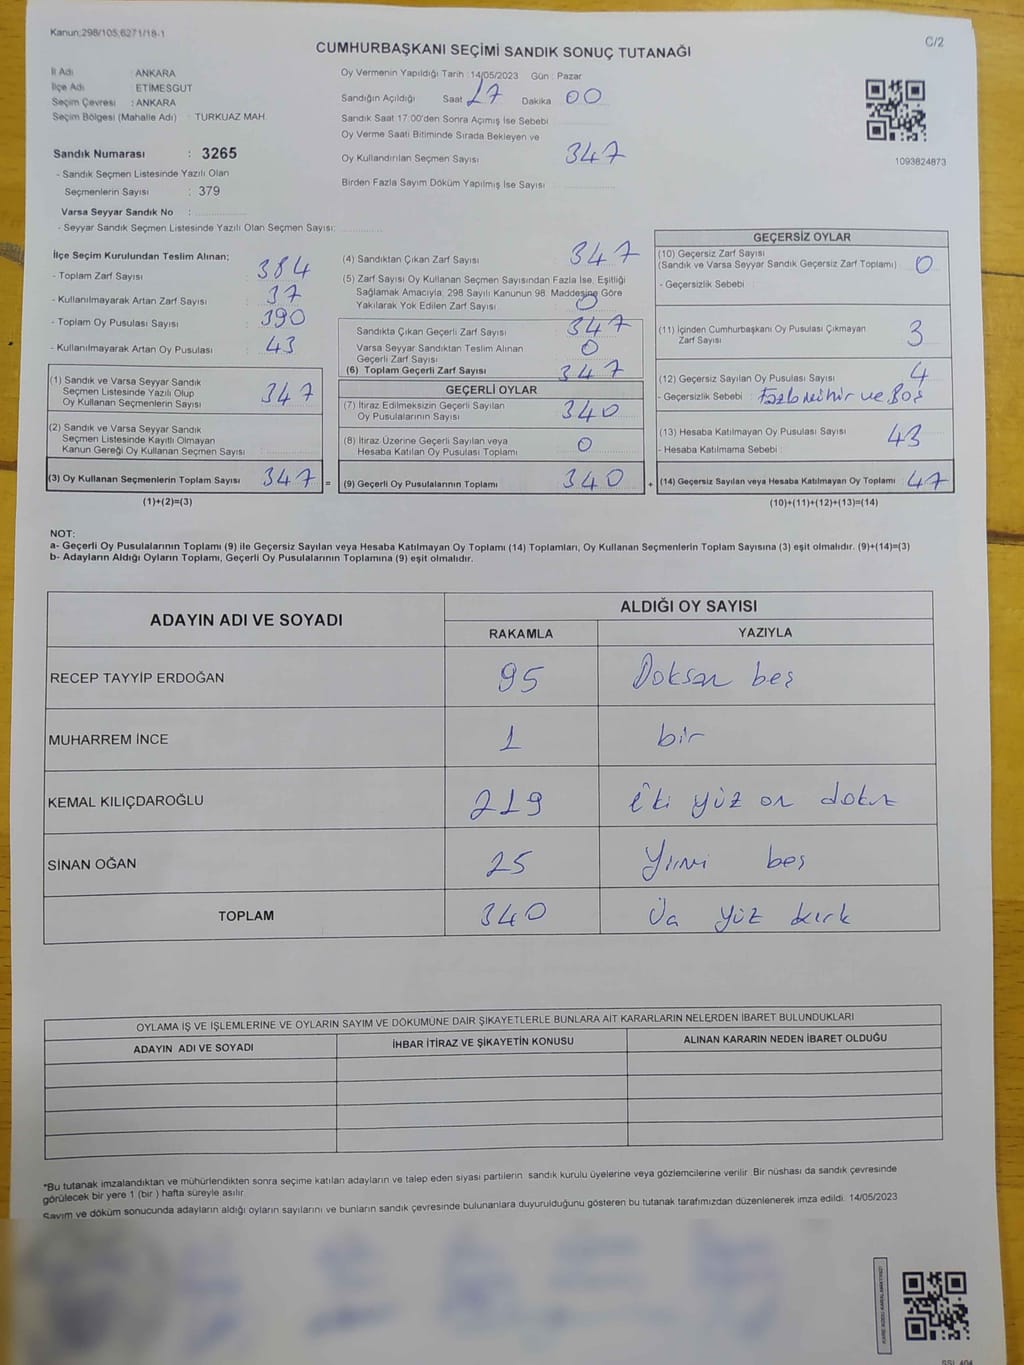 Kanun;298/105,6271/18-1
C/2
CUMHURBAŞKANI SEÇİMİ SANDIK SONUÇ TUTANAĞI
İl Adı : ANKARA
İlçe Adı : ETİMESGUT
Seçim Çevresi : ANKARA
Seçim Bölgesi (Mahalle Adı) : TURKUAZ MAH.
Sandık Numarası : 3265
- Sandık Seçmen Listesinde Yazılı Olan
Seçmenlerin Sayısı : 379
Varsa Seyyar Sandık No :
- Seyyar Sandık Seçmen Listesinde Yazılı Olan Seçmen Sayısı:
Oy Vermenin Yapıldığı Tarih : 14/05/2023 Gün : Pazar
Sandığın Açıldığı Saat 17 Dakika 00
Sandık Saat 17:00'den Sonra Açımış İse Sebebi
Oy Verme Saati Bitiminde Sırada Bekleyen ve
Oy Kullandırılan Seçmen Sayısı 347
Birden Fazla Sayım Döküm Yapılmış İse Sayısı
1093824873
İlçe Seçim Kurulundan Teslim Alınan;
- Toplam Zarf Sayısı : 384
- Kullanılmayarak Artan Zarf Sayısı : 37
- Toplam Oy Pusulası Sayısı : 390
- Kullanılmayarak Artan Oy Pusulası : 43
(1) Sandık ve Varsa Seyyar Sandık
Seçmen Listesinde Yazılı Olup
Oy Kullanan Seçmenlerin Sayısı 347
(2) Sandık ve Varsa Seyyar Sandık
Seçmen Listesinde Kayıtlı Olmayan
Kanun Gereği Oy Kullanan Seçmen Sayısı
(3) Oy Kullanan Seçmenlerin Toplam Sayısı 347 =
(1)+(2)=(3)
(4) Sandıktan Çıkan Zarf Sayısı 347
(5) Zarf Sayısı Oy Kullanan Seçmen Sayısından Fazla İse, Eşitliği
Sağlamak Amacıyla; 298 Sayılı Kanunun 98. Maddesine Göre
Yakılarak Yok Edilen Zarf Sayısı 0
Sandıkta Çıkan Geçerli Zarf Sayısı 347
Varsa Seyyar Sandıktan Teslim Alınan
Geçerli Zarf Sayısı 0
(6) Toplam Geçerli Zarf Sayısı 347
GEÇERLİ OYLAR
(7) İtiraz Edilmeksizin Geçerli Sayılan
Oy Pusulalarının Sayısı 340
(8) İtiraz Üzerine Geçerli Sayılan veya
Hesaba Katılan Oy Pusulası Toplamı 0
(9) Geçerli Oy Pusulalarının Toplamı 340 +
GEÇERSİZ OYLAR
(10) Geçersiz Zarf Sayısı
(Sandık ve Varsa Seyyar Sandık Geçersiz Zarf Toplamı) 0
- Geçersizlik Sebebi :
(11) İçinden Cumhurbaşkanı Oy Pusulası Çıkmayan
Zarf Sayısı 3
(12) Geçersiz Sayılan Oy Pusulası Sayısı 4
- Geçersizlik Sebebi : Fazla mühür ve Boş
(13) Hesaba Katılmayan Oy Pusulası Sayısı 43
- Hesaba Katılmama Sebebi :
(14) Geçersiz Sayılan veya Hesaba Katılmayan Oy Toplamı 47
(10)+(11)+(12)+(13)=(14)
NOT:
a- Geçerli Oy Pusulalarının Toplamı (9) ile Geçersiz Sayılan veya Hesaba Katılmayan Oy Toplamı (14) Toplamları, Oy Kullanan Seçmenlerin Toplam Sayısına (3) eşit olmalıdır. (9)+(14)=(3)
b- Adayların Aldığı Oyların Toplamı, Geçerli Oy Pusulalarının Toplamına (9) eşit olmalıdır.
ADAYIN ADI VE SOYADI
ALDIĞI OY SAYISI
RAKAMLA YAZIYLA
RECEP TAYYİP ERDOĞAN 95 Doksan beş
MUHARREM İNCE 1 bir
KEMAL KILIÇDAROĞLU 219 iki yüz on dokuz
SİNAN OĞAN 25 Yirmi beş
TOPLAM 340 Üç yüz kırk
OYLAMA İŞ VE İŞLEMLERİNE VE OYLARIN SAYIM VE DÖKÜMÜNE DAİR ŞİKAYETLERLE BUNLARA AİT KARARLARIN NELERDEN İBARET BULUNDUKLARI
ADAYIN ADI VE SOYADI İHBAR İTİRAZ VE ŞİKAYETİN KONUSU ALINAN KARARIN NEDEN İBARET OLDUĞU
*Bu tutanak imzalandıktan ve mühürlendikten sonra seçime katılan adayların ve talep eden siyasi partilerin sandık kurulu üyelerine veya gözlemcilerine verilir. Bir nüshası da sandık çevresinde
görülecek bir yere 1 (bir ) hafta süreyle asılır.
Sayım ve döküm sonucunda adayların aldığı oyların sayılarını ve bunların sandık çevresinde bulunanlara duyurulduğunu gösteren bu tutanak tarafımızdan düzenlenerek imza edildi. 14/05/2023